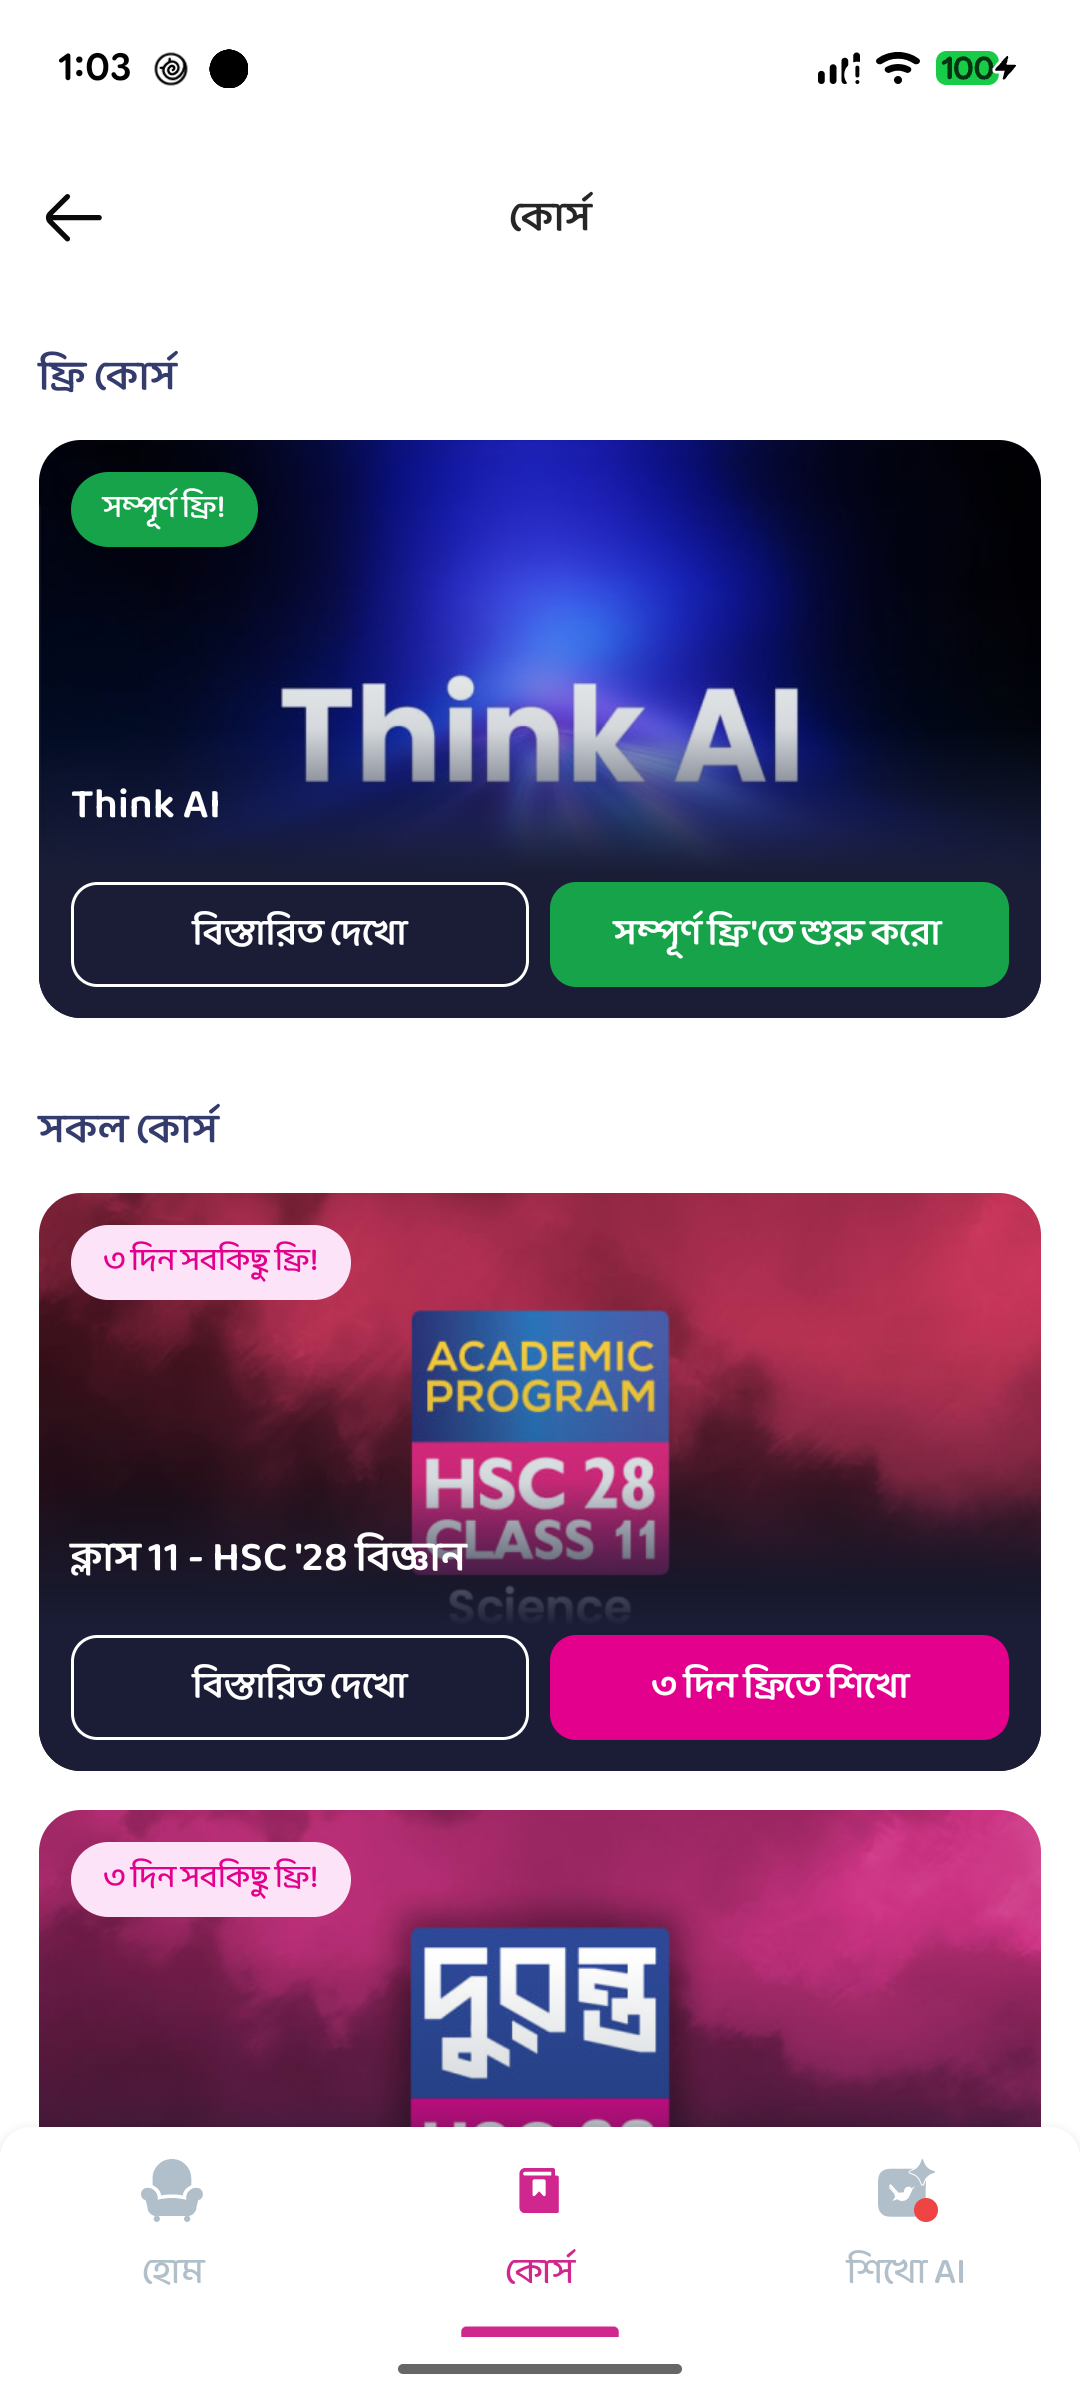 1:03
100
কোর্স
ফ্রি কোর্স
সম্পূর্ণ ফ্রি!
Think AI
Think AI
বিস্তারিত দেখো
সম্পূর্ণ ফ্রি'তে শুরু করো
সকল কোর্স
৩ দিন সবকিছু ফ্রি!
ACADEMIC
PROGRAM
HSC 28
CLASS 11
ক্লাস 11 - HSC '28 বিজ্ঞান
Science
বিস্তারিত দেখো
৩ দিন ফ্রিতে শিখো
৩ দিন সবকিছু ফ্রি!
দুরন্ত
হোম
কোর্স
শিখো AI